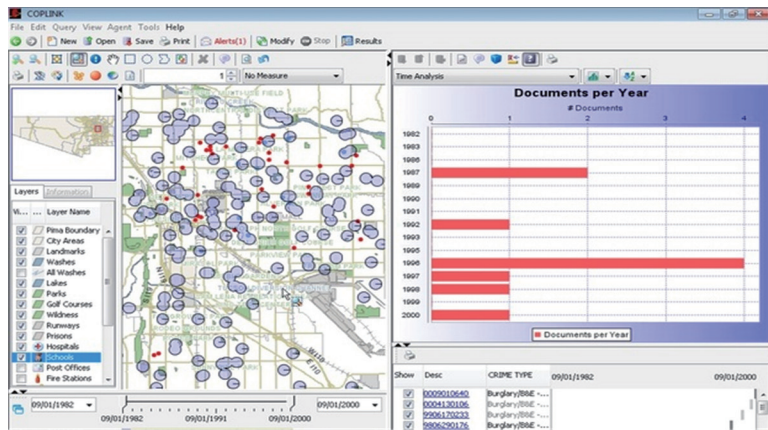 COPLINK
File Edit Query View Agent Tools Help
New Open Save Print Alerts(1) Modify Stop Results
1 No Measure
Time Analysis
Documents per Year
# Documents
0 1 2 3 4
1982
1983
1986
1987
1989
1990
1991
1992
1993
1995
1996
1997
1998
1999
2000
Documents per Year
Layers Information
Vi... ... Layer Name
Pima Boundary
City Areas
Landmarks
Washes
All Washes
Lakes
Parks
Golf Courses
Wildness
Runways
Prisons
Hospitals
Schools
Post Offices
Fire Stations
09/01/1982 09/01/2000
09/01/1982 09/01/1991 09/01/2000
Show Desc CRIME TYPE 09/01/1982 09/01/2000
0009010640 Burglary/B&E -...
0004130106 Burglary/B&E -...
9906170233 Burglary/B&E -...
9806290176 Burglary/B&E -...